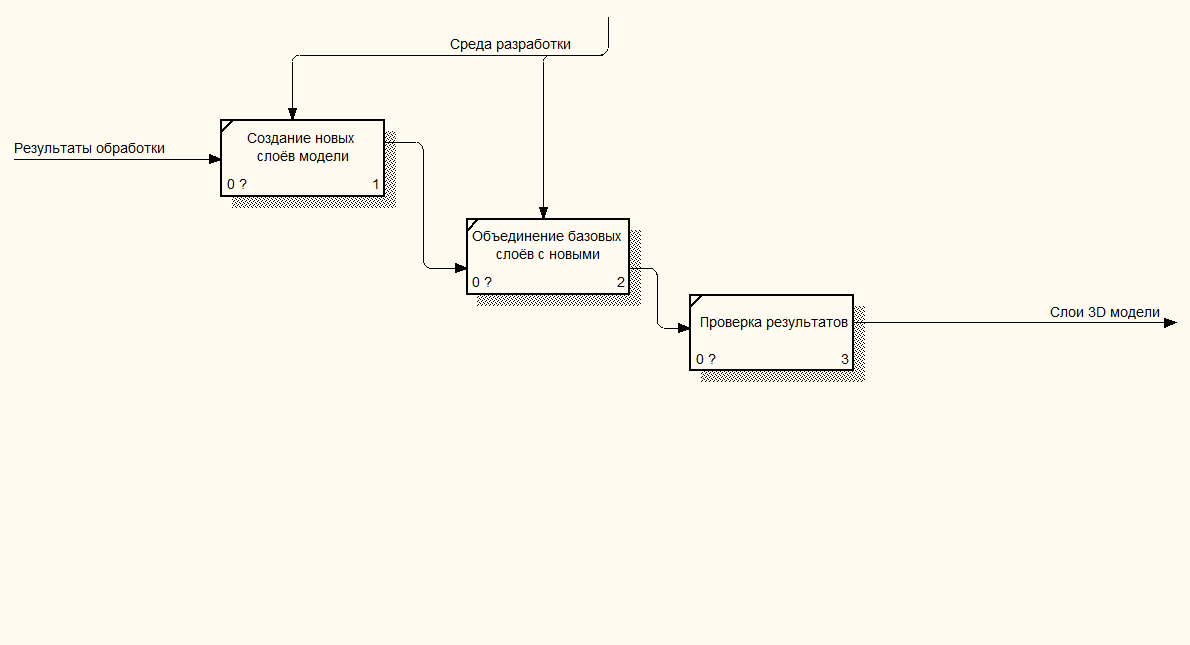 Среда разработки
Результаты обработки
Создание новых
слоёв модели
0 ? 1
Объединение базовых
слоёв с новыми
0 ? 2
Проверка результатов
0 ? 3
Слои 3D модели